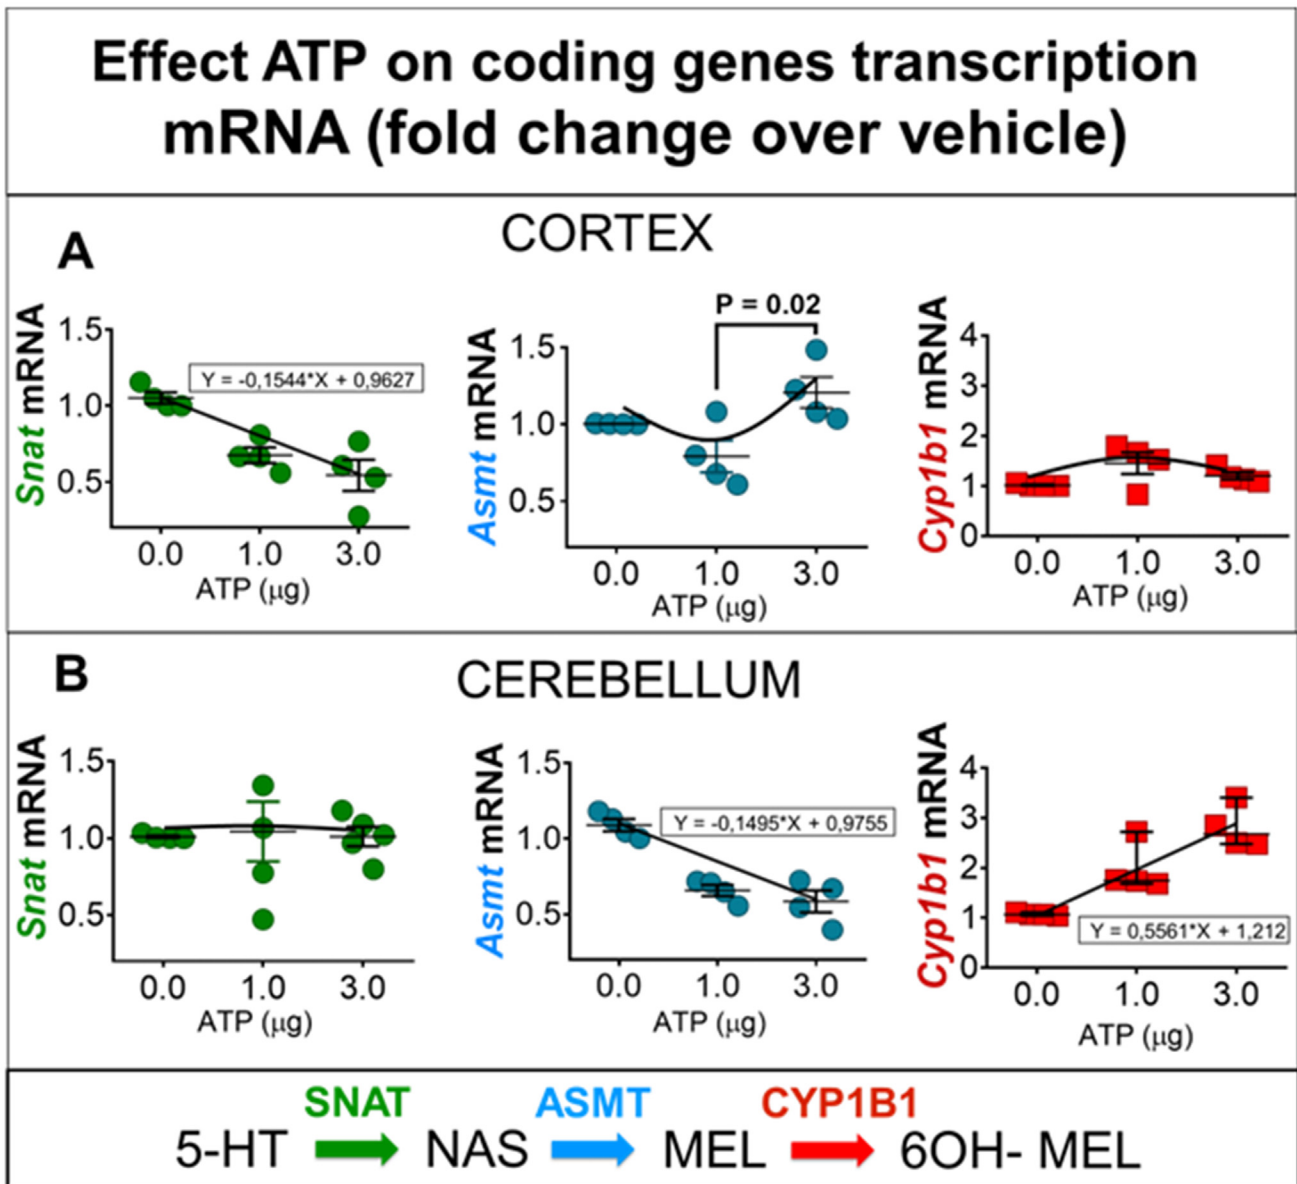 Effect ATP on coding genes transcription
mRNA (fold change over vehicle)
A
CORTEX
Snat mRNA
1.5
1.0
0.5
Y = -0,1544*X + 0,9627
0.0 1.0 3.0
ATP (μg)
Asmt mRNA
1.5
1.0
0.5
P = 0.02
0.0 1.0 3.0
ATP (μg)
Cyp1b1 mRNA
4
3
2
1
0
0.0 1.0 3.0
ATP (μg)
B
CEREBELLUM
Snat mRNA
1.5
1.0
0.5
0.0 1.0 3.0
ATP (μg)
Asmt mRNA
1.5
1.0
0.5
Y = -0,1495*X + 0,9755
0.0 1.0 3.0
ATP (μg)
Cyp1b1 mRNA
4
3
2
1
0
Y = 0,5561*X + 1,212
0.0 1.0 3.0
ATP (μg)
SNAT ASMT CYP1B1
5-HT NAS MEL 6OH- MEL